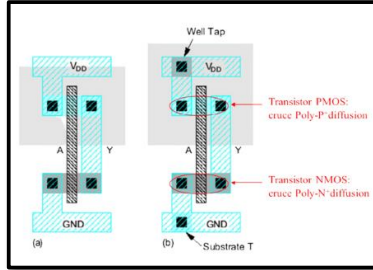 Well Tap
VDD
VDD
Transistor PMOS:
cruce Poly-P+diffusion
A
Y
A
Y
Transistor NMOS:
cruce Poly-N+diffusion
GND
GND
(a)
(b)
Substrate T